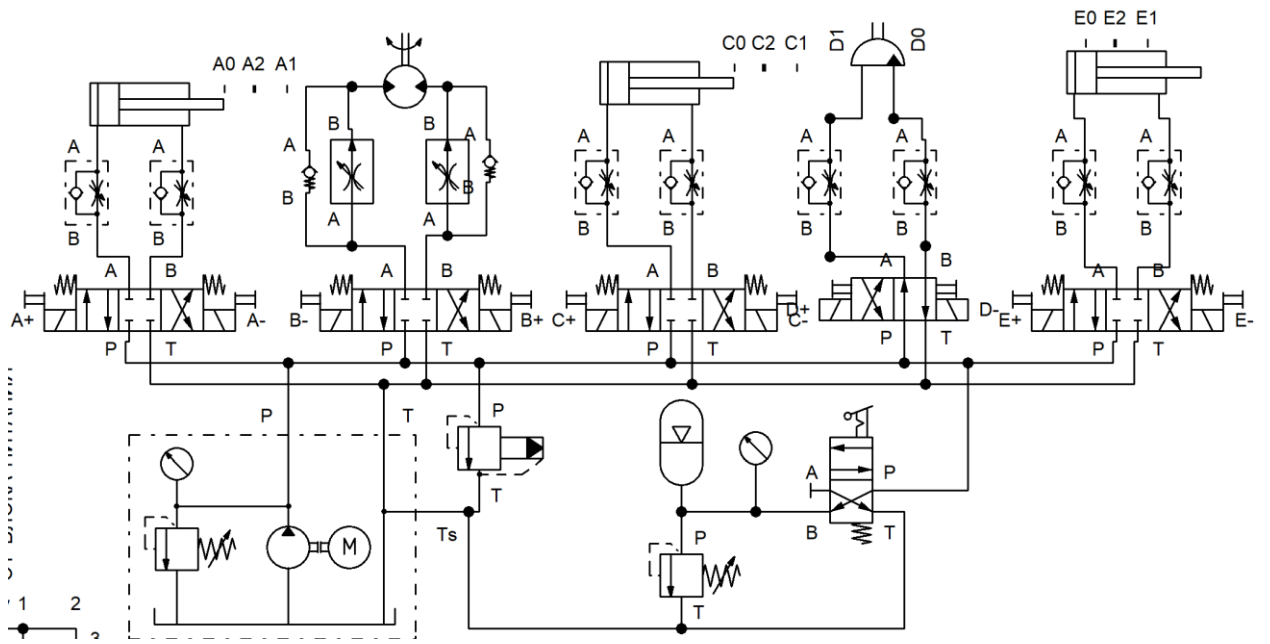 E0 E2 E1
D1 D0
C0 C2 C1
A0 A2 A1
B B
A A A A A A A
A A A
B B
A A
B B B B B B
B B
A B A B A B A B A B
A+ A- B- B+ C+ C- D+ D- E+ E-
P T P T P T P T P T
P T P
A P
T
Ts B T
M P
T
1 2
3